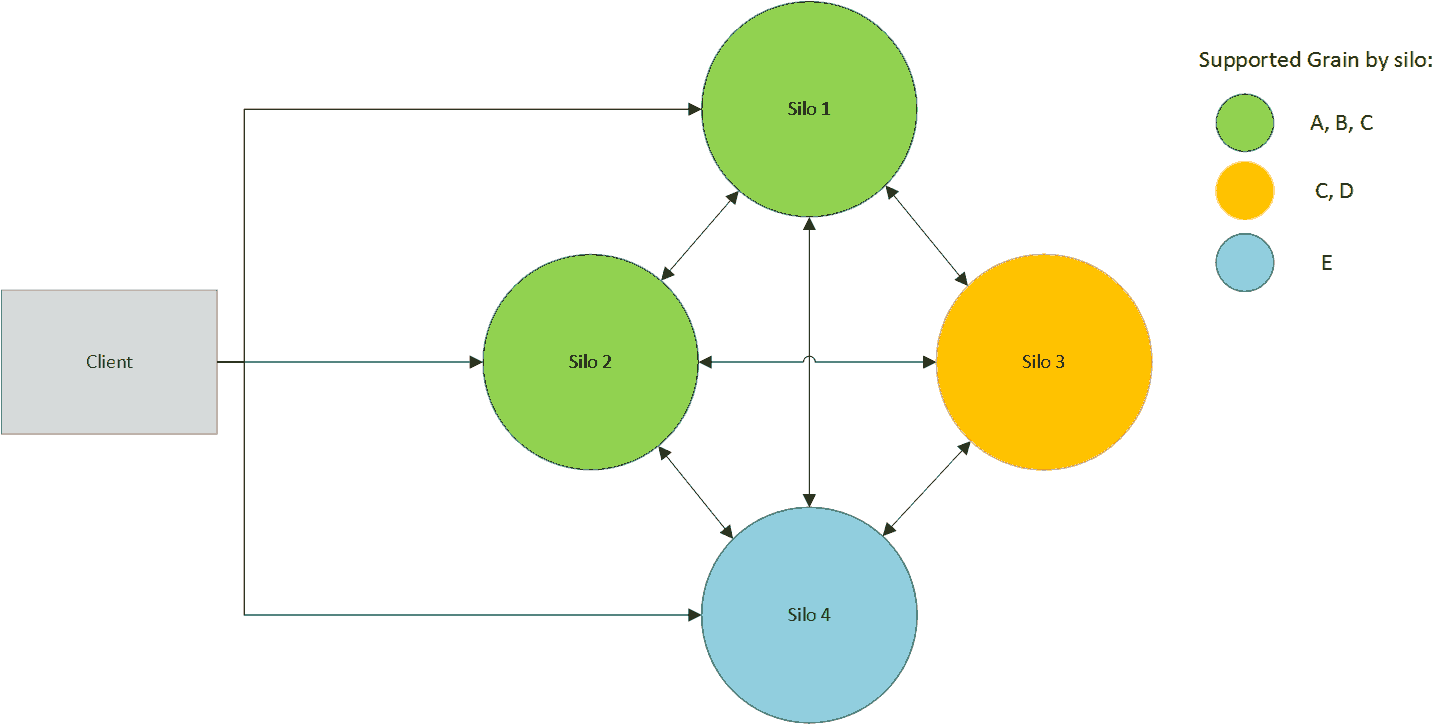 Silo 1
Supported Grain by silo:
A, B, C
C, D
E
Client
Silo 2
Silo 3
Silo 4